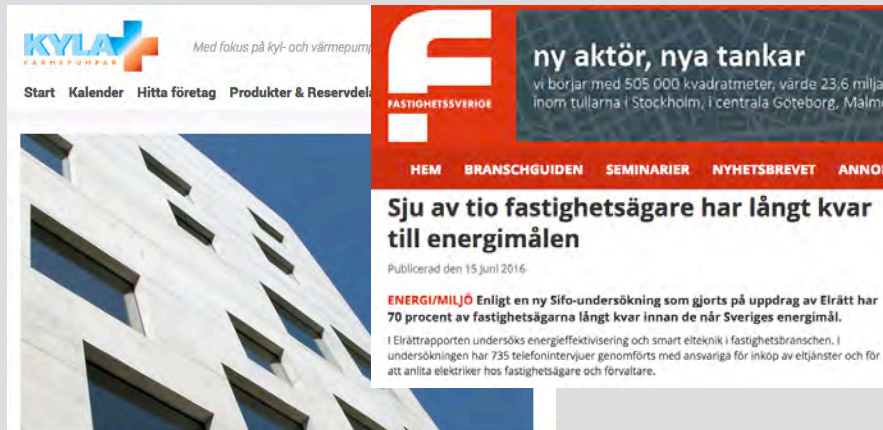 KYLA
VÄRMEPUMPAR
Med fokus på kyl- och värmepump
Start Kalender Hitta företag Produkter & Reservdela
FASTIGHETSSVERIGE
ny aktör, nya tankar
vi börjar med 505 000 kvadratmeter, värde 23,6 milja
inom tullarna i Stockholm, i centrala Göteborg, Malmö
HEM BRANSCHGUIDEN SEMINARIER NYHETSBREVET ANNON
Sju av tio fastighetsägare har långt kvar
till energimålen
Publicerad den 15 juni 2016
ENERGI/MILJÖ Enligt en ny Sifo-undersökning som gjorts på uppdrag av Elrätt har
70 procent av fastighetsägarna långt kvar innan de når Sveriges energimål.
I Elrättrapporten undersöks energieffektivisering och smart elteknik i fastighetsbranschen. I
undersökningen har 735 telefonintervjuer genomförts med ansvariga för inköp av eltjänster och för
att anlita elektriker hos fastighetsägare och förvaltare.